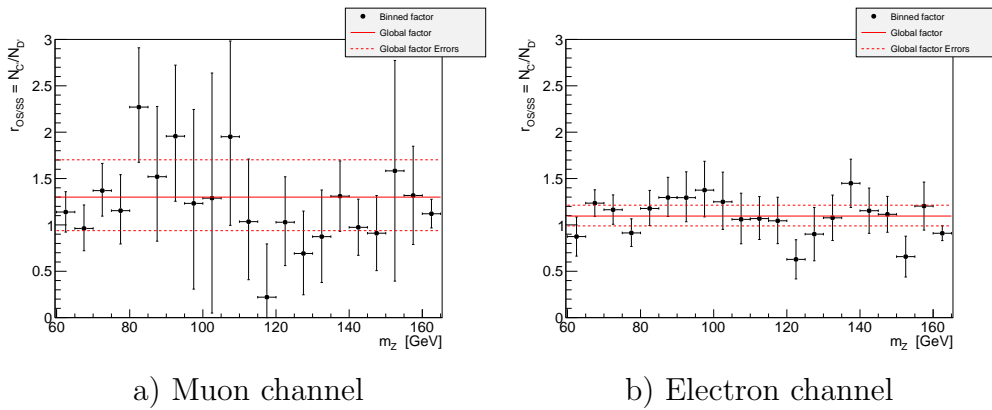 Binned factor
Global factor
Global factor Errors
r_OS/SS = N_C'/N_D'
3
2.5
2
1.5
1
0.5
0
60 80 100 120 140 160
m_Z [GeV]
a) Muon channel
Binned factor
Global factor
Global factor Errors
r_OS/SS = N_C'/N_D'
3
2.5
2
1.5
1
0.5
0
60 80 100 120 140 160
m_Z [GeV]
b) Electron channel